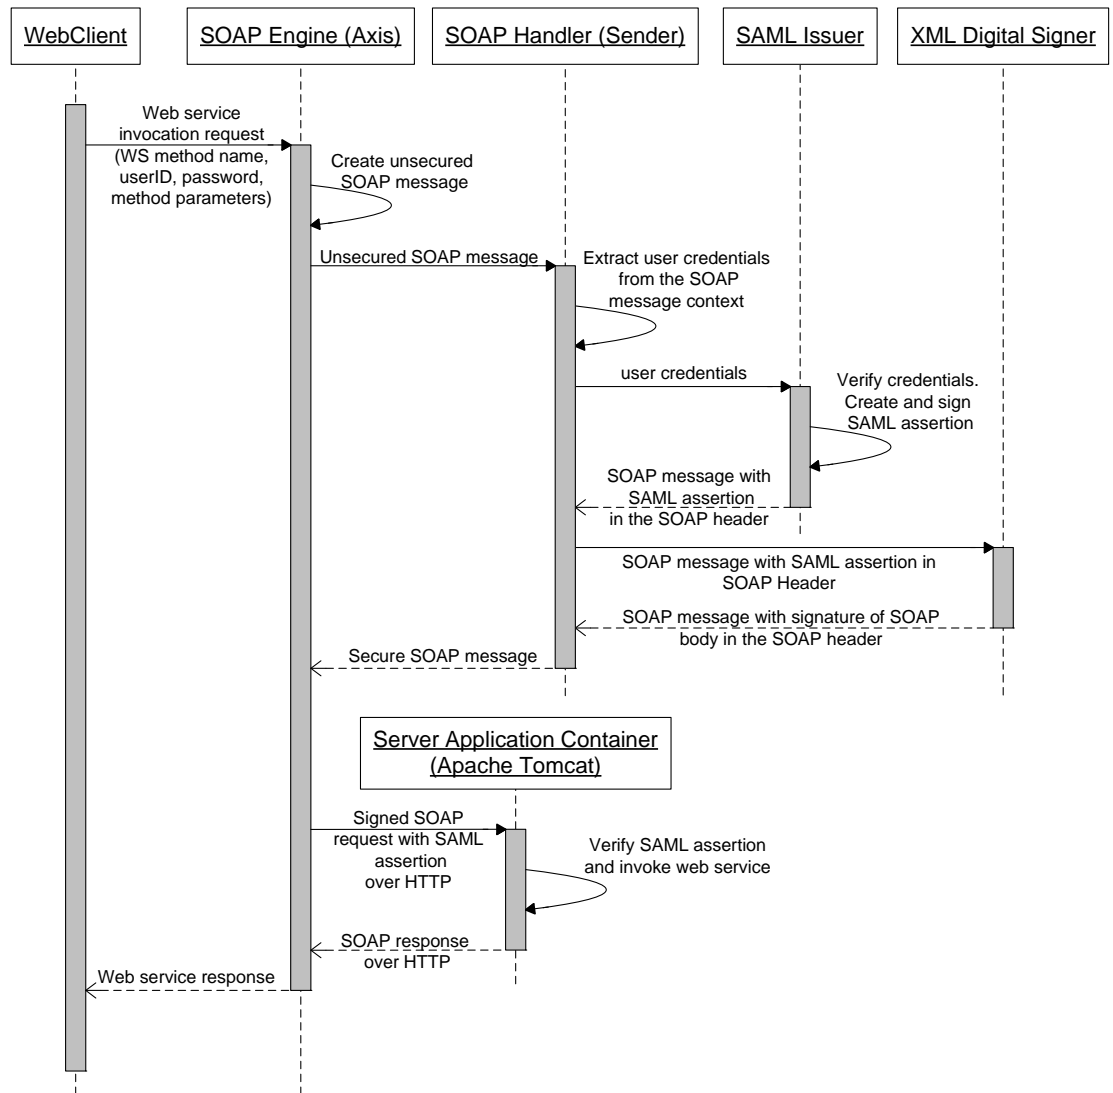 WebClient
SOAP Engine (Axis)
SOAP Handler (Sender)
SAML Issuer
XML Digital Signer
Web service
invocation request
(WS method name,
userID, password,
method parameters)
Create unsecured
SOAP message
Unsecured SOAP message
Extract user credentials
from the SOAP
message context
user credentials
Verify credentials.
Create and sign
SAML assertion
SOAP message with
SAML assertion
in the SOAP header
SOAP message with SAML assertion in
SOAP Header
SOAP message with signature of SOAP
body in the SOAP header
Secure SOAP message
Server Application Container
(Apache Tomcat)
Signed SOAP
request with SAML
assertion
over HTTP
Verify SAML assertion
and invoke web service
SOAP response
over HTTP
Web service response